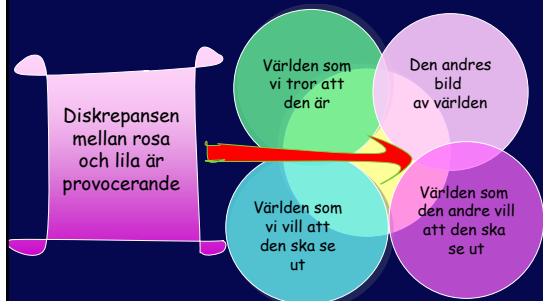 Diskrepansen
mellan rosa
och lila är
provocerande
Världen som
vi tror att
den är
Den andres
bild
av världen
Världen som
vi vill att
den ska se
ut
Världen som
den andre vill
att den ska
se ut